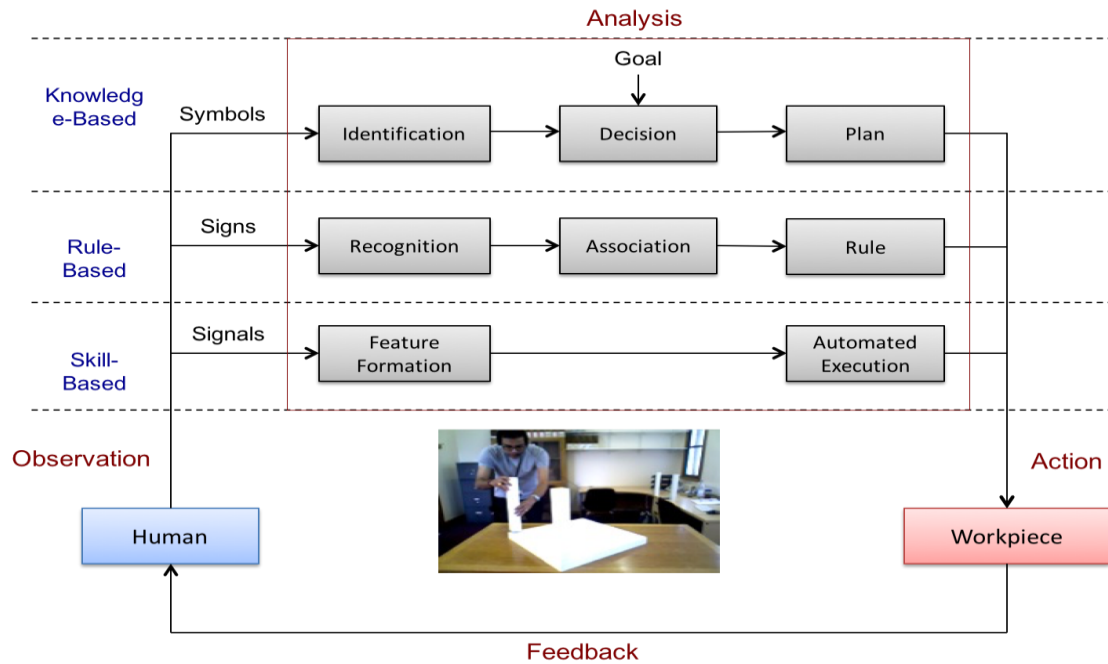 Analysis
Goal
Knowledg
e-Based
Symbols
Identification
Decision
Plan
Rule-
Based
Signs
Recognition
Association
Rule
Skill-
Based
Signals
Feature
Formation
Automated
Execution
Observation
Action
Human
Workpiece
Feedback